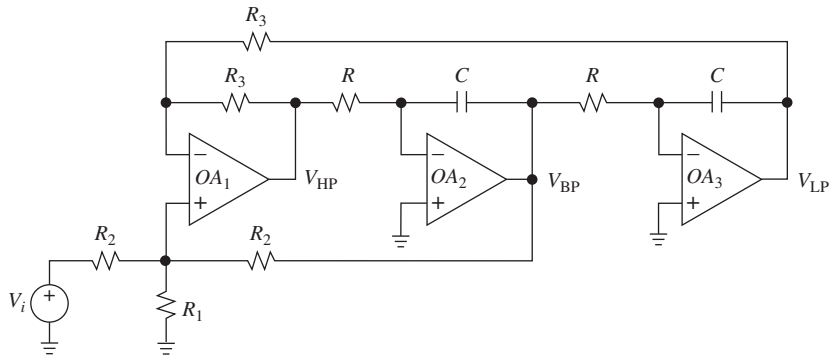 R3
R3
R
C
R
C
−
OA1
+
VHP
−
OA2
+
VBP
−
OA3
+
VLP
R2
R2
Vi
+
R1